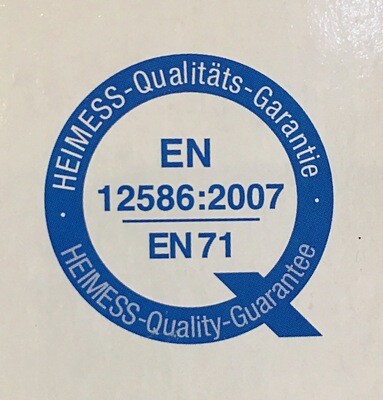 HEIMESS-Qualitäts-Garantie
EN
12586:2007
EN 71
HEIMESS-Quality-Guarantee